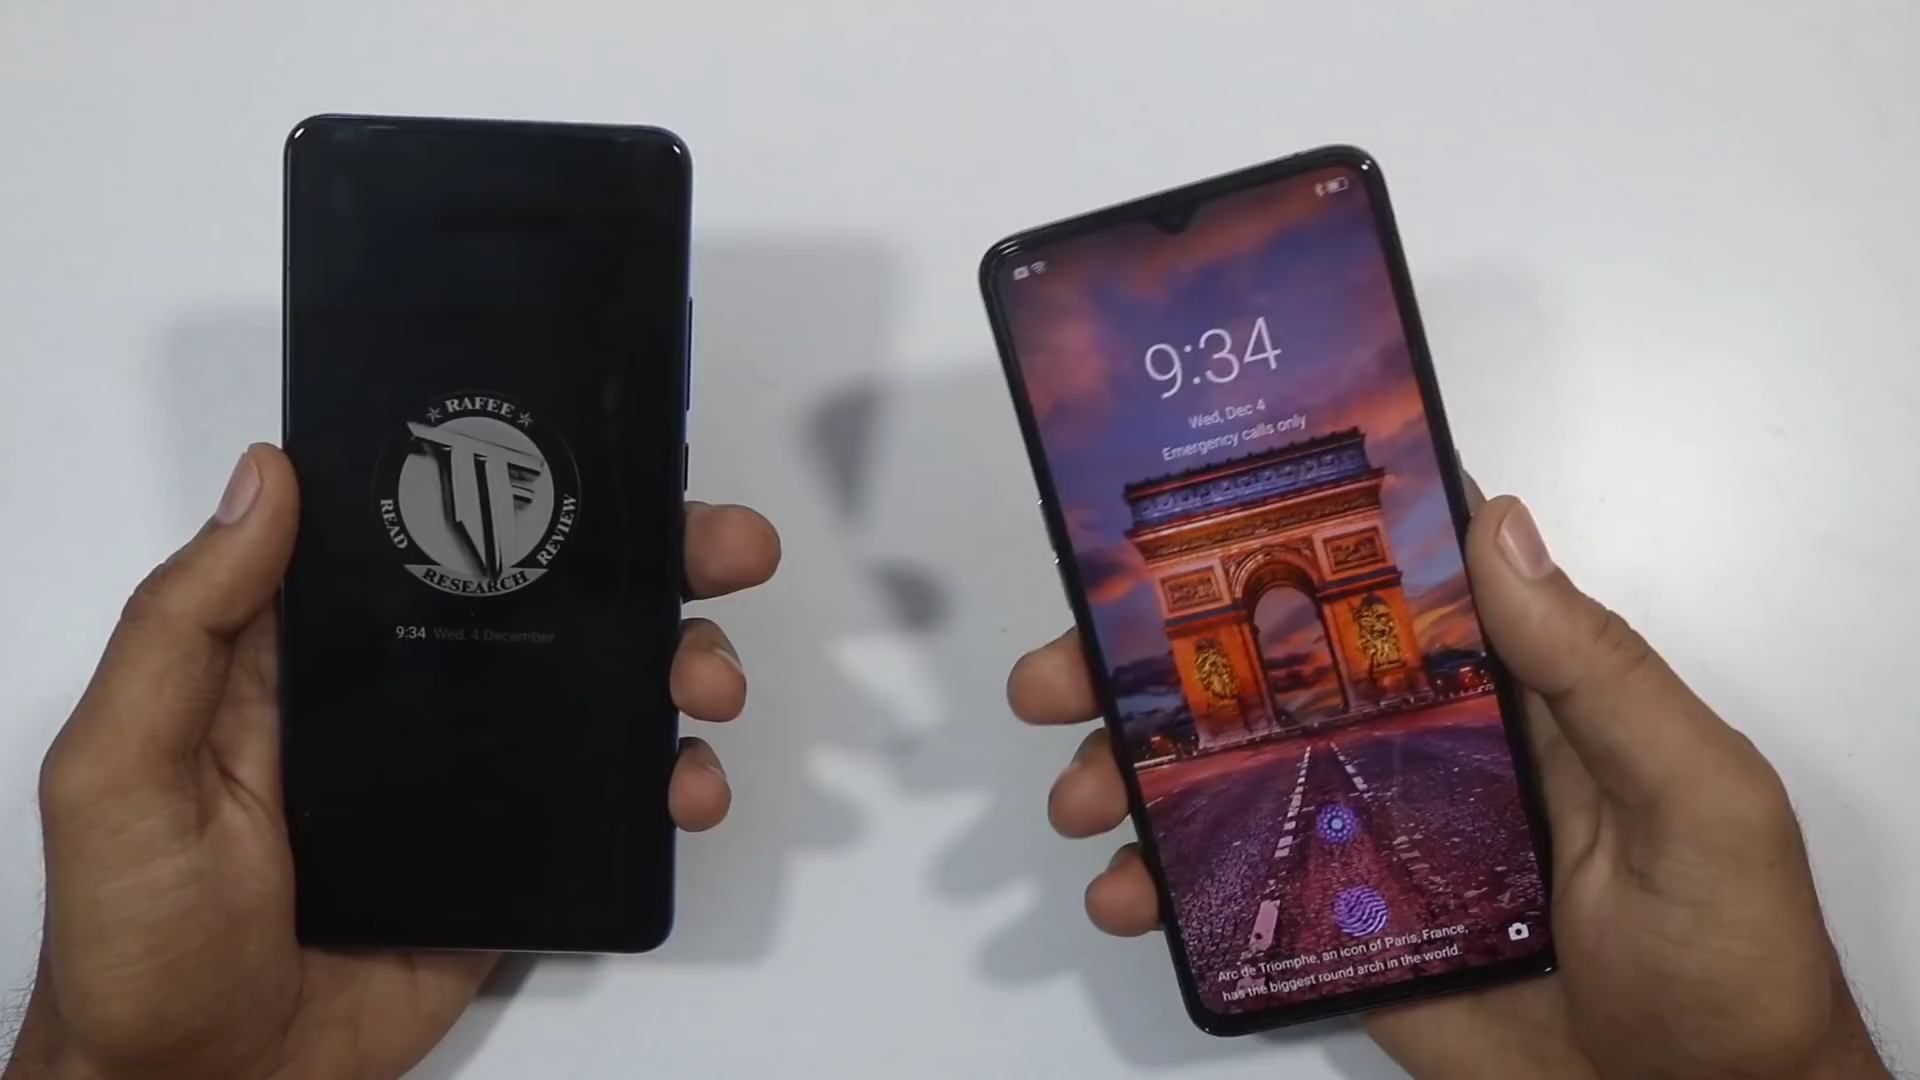 RAFEE
READ
TF
REVIEW
RESEARCH
9:34 Wed, 4 December
9:34
Wed, Dec 4
Emergency calls only
Arc de Triomphe, an icon of Paris, France,
has the biggest round arch in the world.